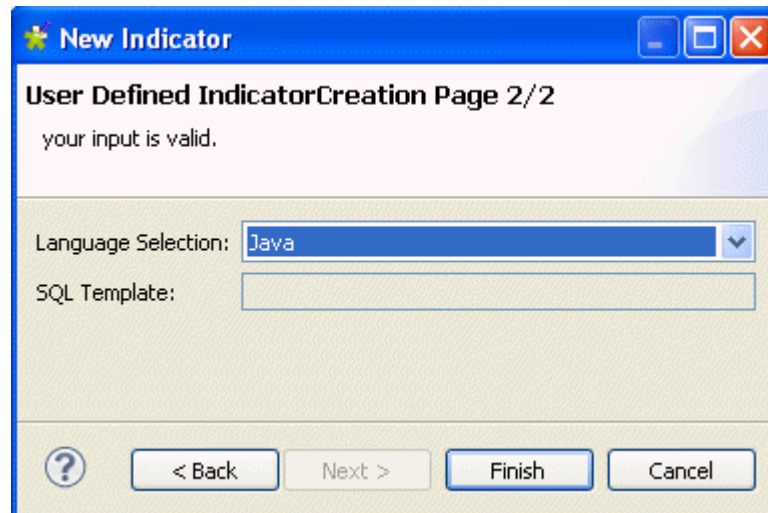 New Indicator
User Defined IndicatorCreation Page 2/2
your input is valid.
Language Selection: Java
SQL Template:
? < Back Next > Finish Cancel